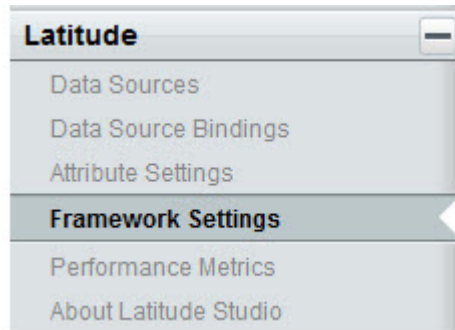 Latitude
Data Sources
Data Source Bindings
Attribute Settings
Framework Settings
Performance Metrics
About Latitude Studio